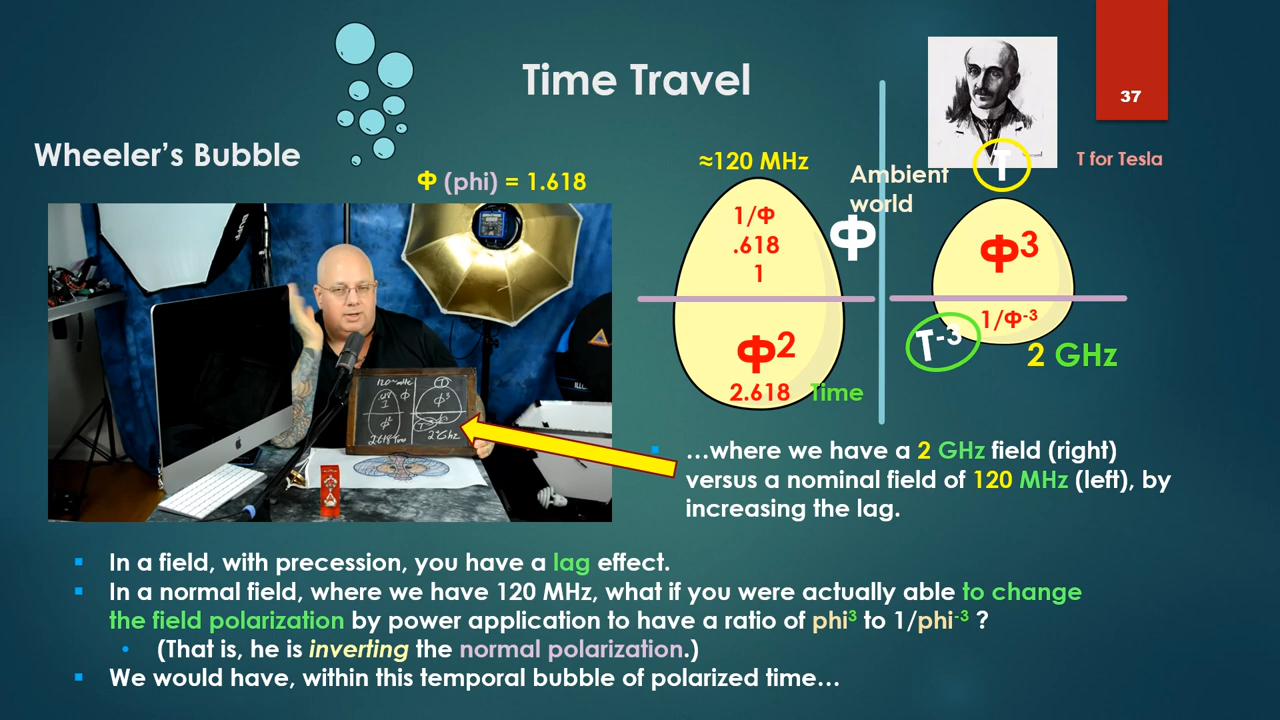 Time Travel
37
Wheeler's Bubble
Φ (phi) = 1.618
≈120 MHz
Ambient
world
T
T for Tesla
1/Φ
.618
1
Φ
Φ³
Φ²
2.618
Time
1/Φ⁻³
T⁻³
2 GHz
…where we have a 2 GHz field (right)
versus a nominal field of 120 MHz (left), by
increasing the lag.
In a field, with precession, you have a lag effect.
In a normal field, where we have 120 MHz, what if you were actually able to change
the field polarization by power application to have a ratio of phi³ to 1/phi⁻³ ?
(That is, he is inverting the normal polarization.)
We would have, within this temporal bubble of polarized time…